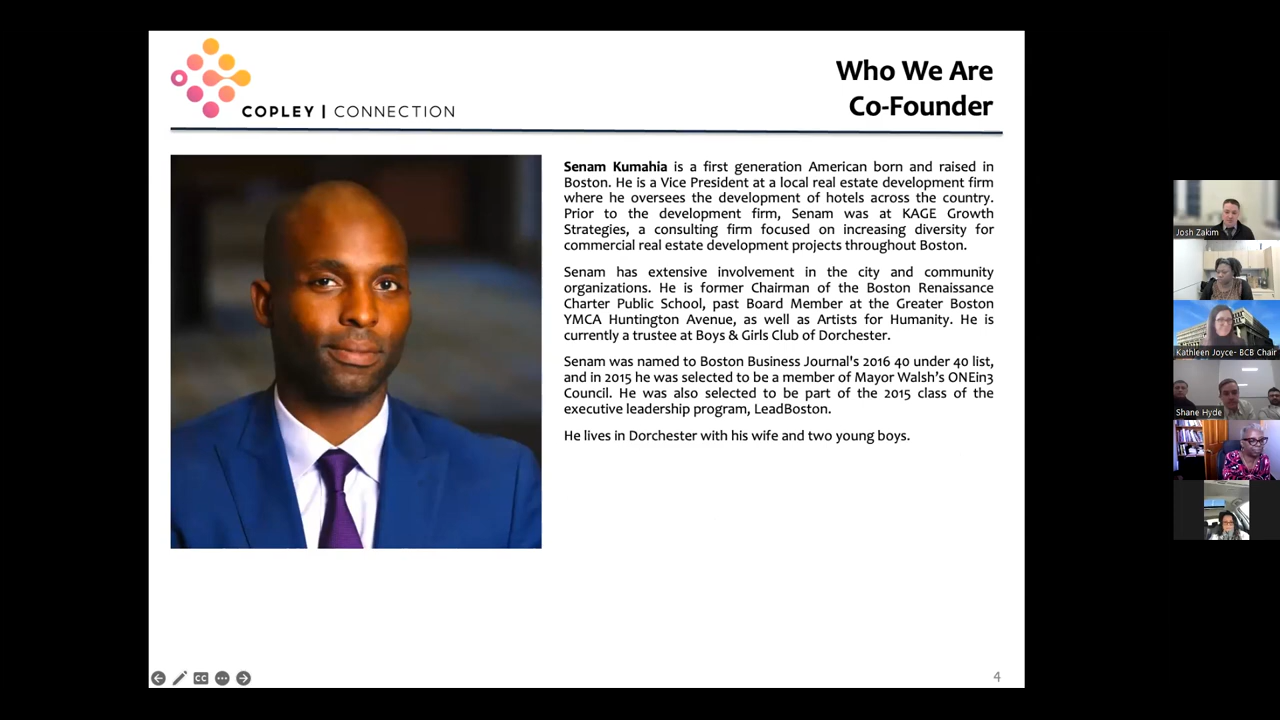 COPLEY | CONNECTION
Who We Are
Co-Founder
Senam Kumahia is a first generation American born and raised in
Boston. He is a Vice President at a local real estate development firm
where he oversees the development of hotels across the country.
Prior to the development firm, Senam was at KAGE Growth
Strategies, a consulting firm focused on increasing diversity for
commercial real estate development projects throughout Boston.
Senam has extensive involvement in the city and community
organizations. He is former Chairman of the Boston Renaissance
Charter Public School, past Board Member at the Greater Boston
YMCA Huntington Avenue, as well as Artists for Humanity. He is
currently a trustee at Boys & Girls Club of Dorchester.
Senam was named to Boston Business Journal's 2016 40 under 40 list,
and in 2015 he was selected to be a member of Mayor Walsh's ONEin3
Council. He was also selected to be part of the 2015 class of the
executive leadership program, LeadBoston.
He lives in Dorchester with his wife and two young boys.
CC
4
Josh Zakim
Kathleen Joyce- BCB Chair
Shane Hyde